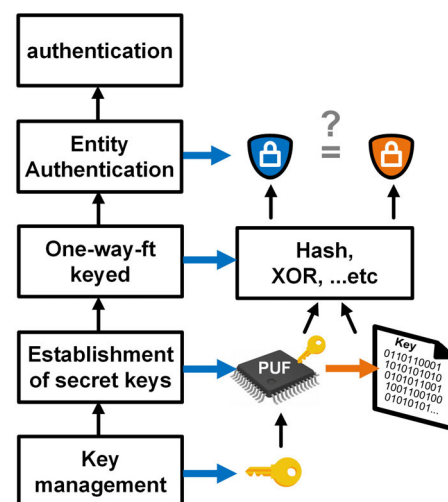 authentication
Entity
Authentication
?
=
One-way-ft
keyed
Hash,
XOR, ...etc
Establishment
of secret keys
PUF
Key
0110110001
1010101010
0101011001
1001100100
01010101...
Key
management